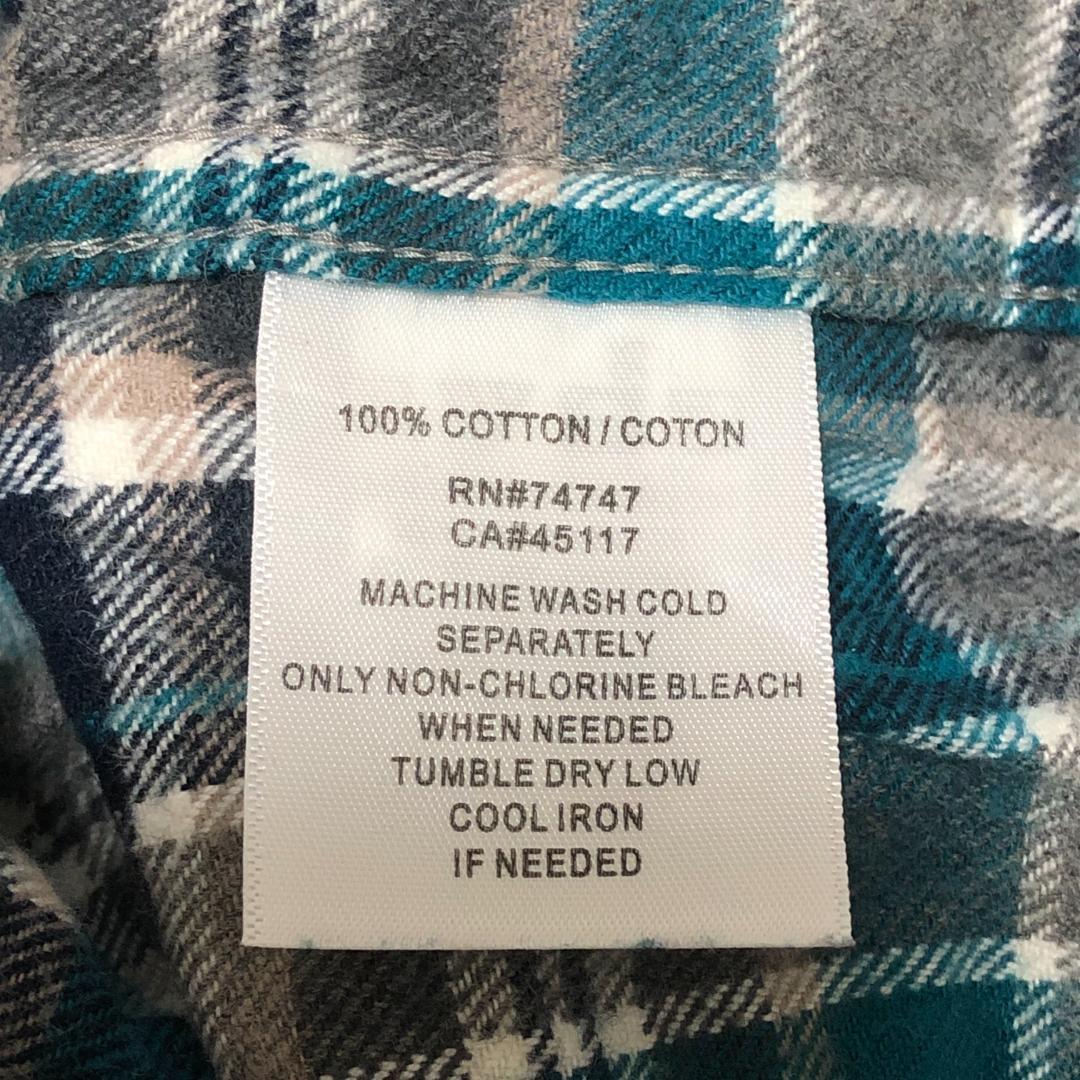 100% COTTON / COTON
RN#74747
CA#45117
MACHINE WASH COLD
SEPARATELY
ONLY NON-CHLORINE BLEACH
WHEN NEEDED
TUMBLE DRY LOW
COOL IRON
IF NEEDED